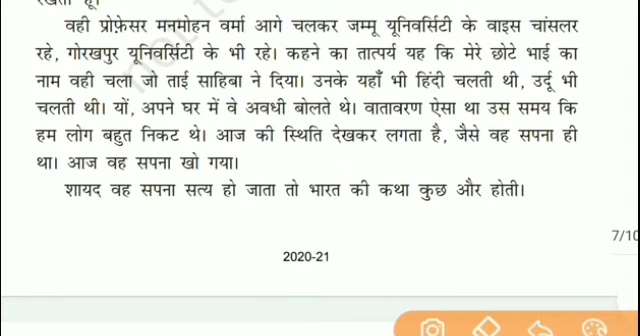 वही प्रोफ़ेसर मनमोहन वर्मा आगे चलकर जम्मू यूनिवर्सिटी के वाइस चांसलर
रहे, गोरखपुर यूनिवर्सिटी के भी रहे। कहने का तात्पर्य यह कि मेरे छोटे भाई का
नाम वही चला जो ताई साहिबा ने दिया। उनके यहाँ भी हिंदी चलती थी, उर्दू भी
चलती थी। यों, अपने घर में वे अवधी बोलते थे। वातावरण ऐसा था उस समय कि
हम लोग बहुत निकट थे। आज की स्थिति देखकर लगता है, जैसे वह सपना ही
था। आज वह सपना खो गया।
शायद वह सपना सत्य हो जाता तो भारत की कथा कुछ और होती।
7/10
2020-21